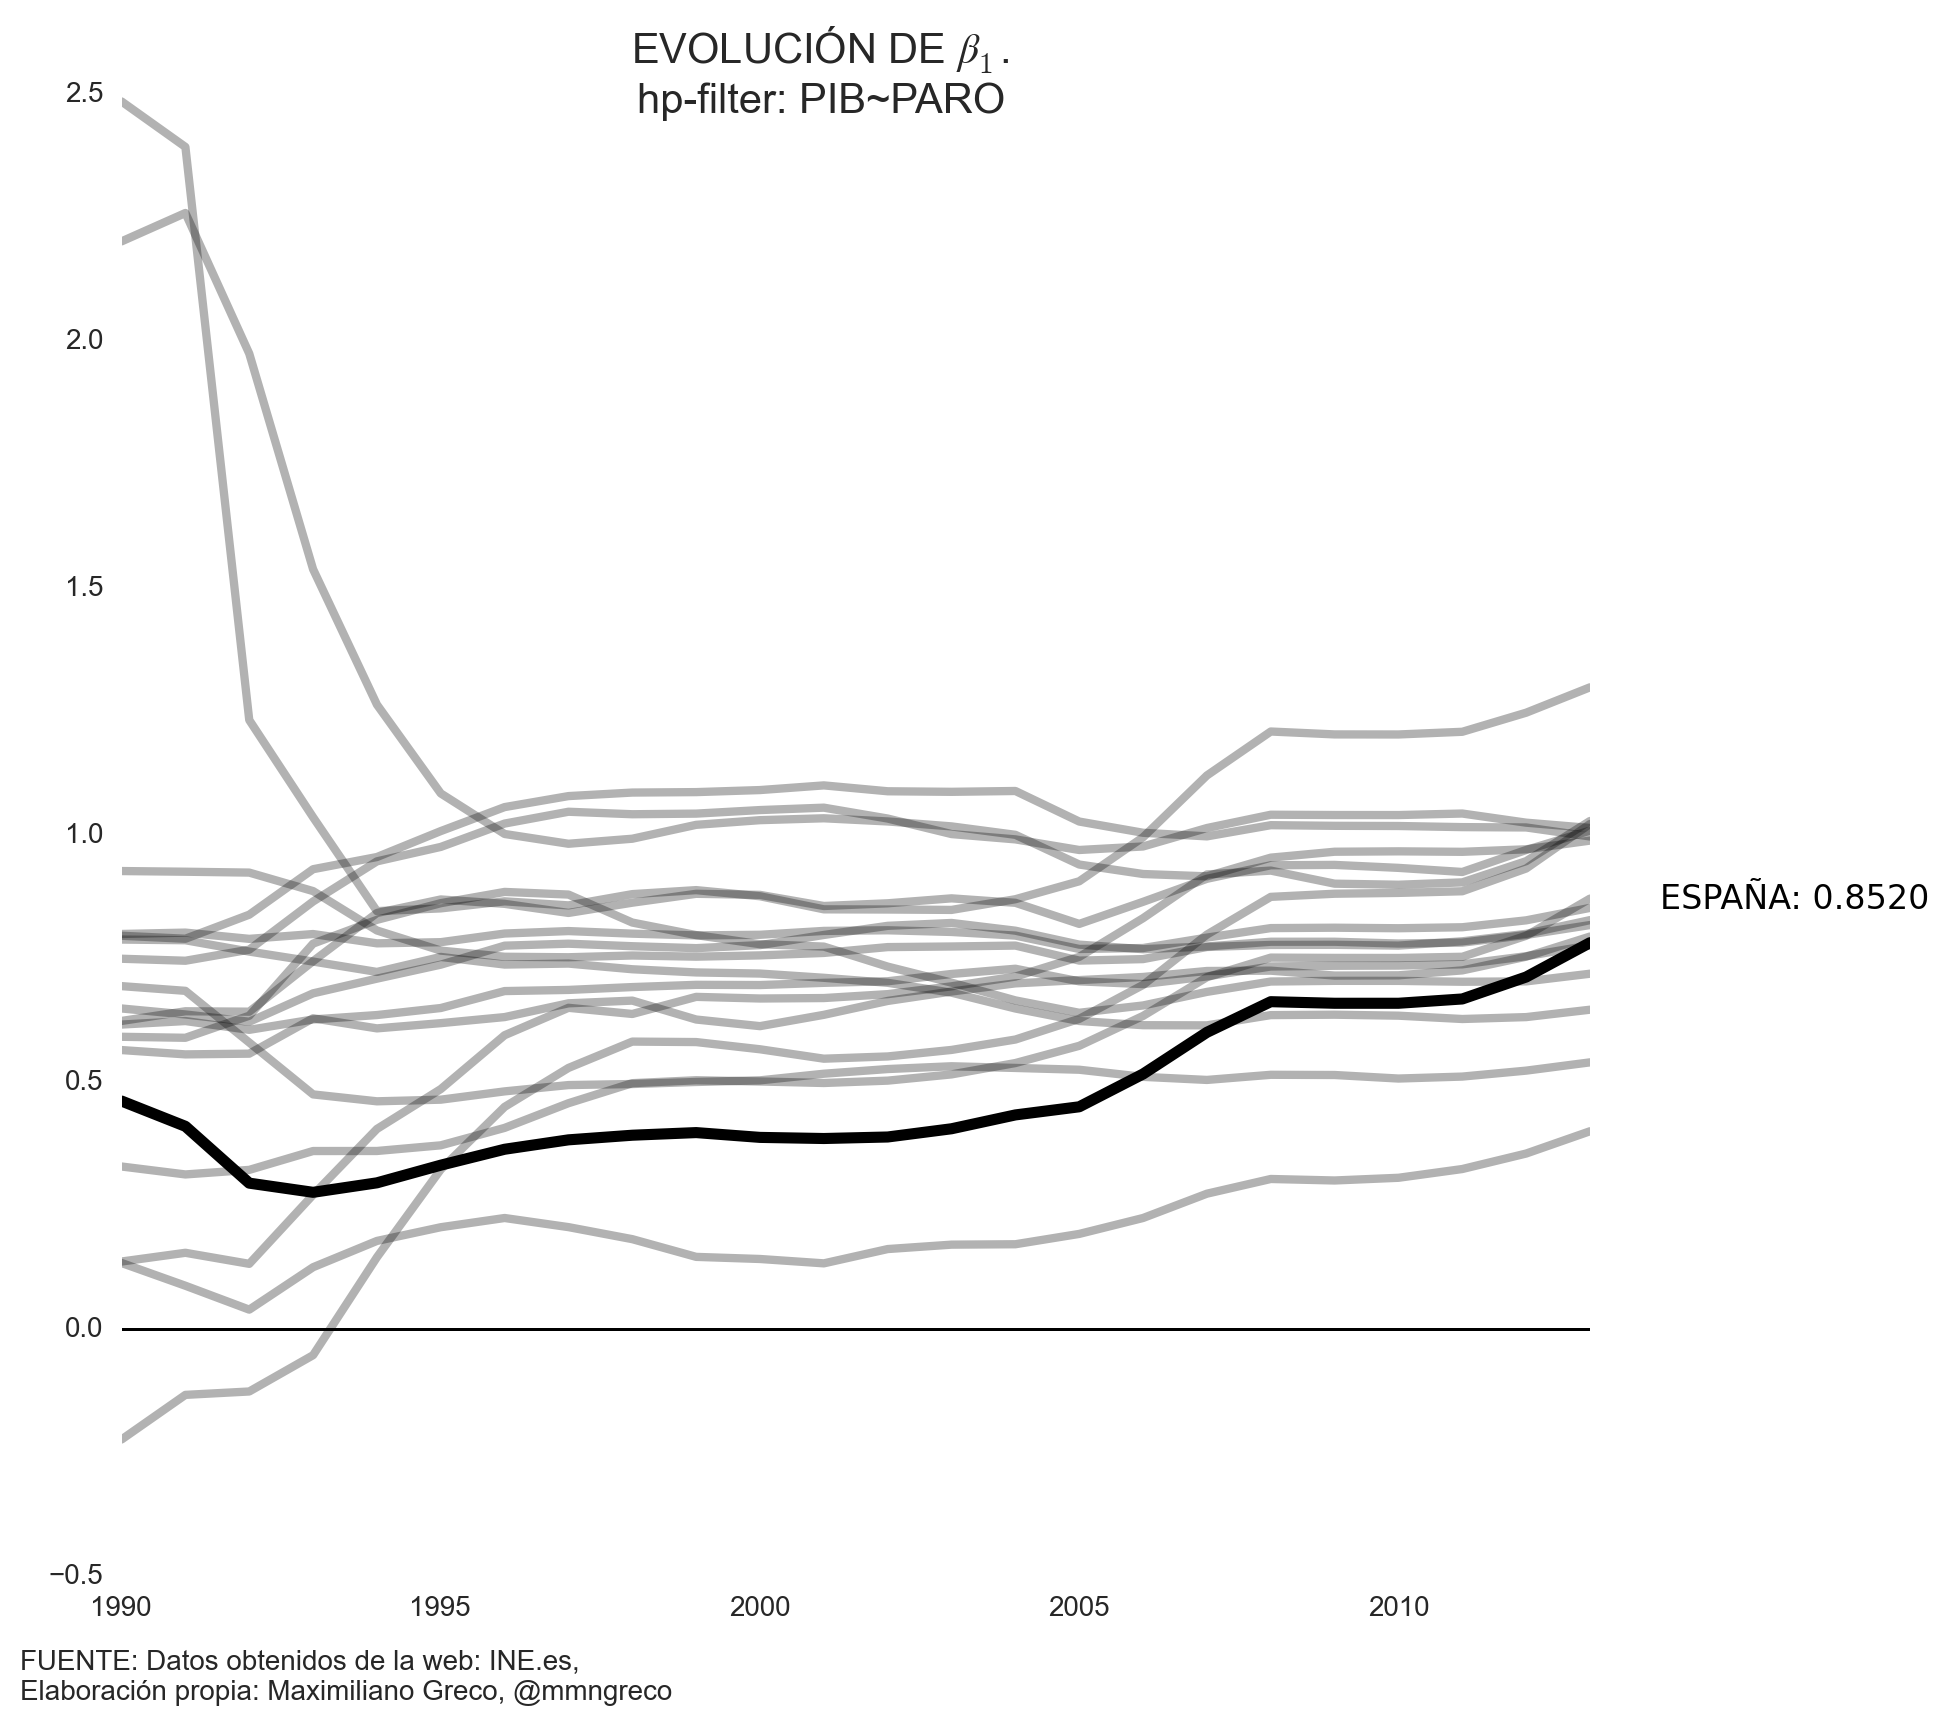 EVOLUCIÓN DE β₁.
hp-filter: PIB~PARO
2.5
2.0
1.5
1.0
0.5
0.0
−0.5
1990 1995 2000 2005 2010
ESPAÑA: 0.8520
FUENTE: Datos obtenidos de la web: INE.es,
Elaboración propia: Maximiliano Greco, @mmngreco